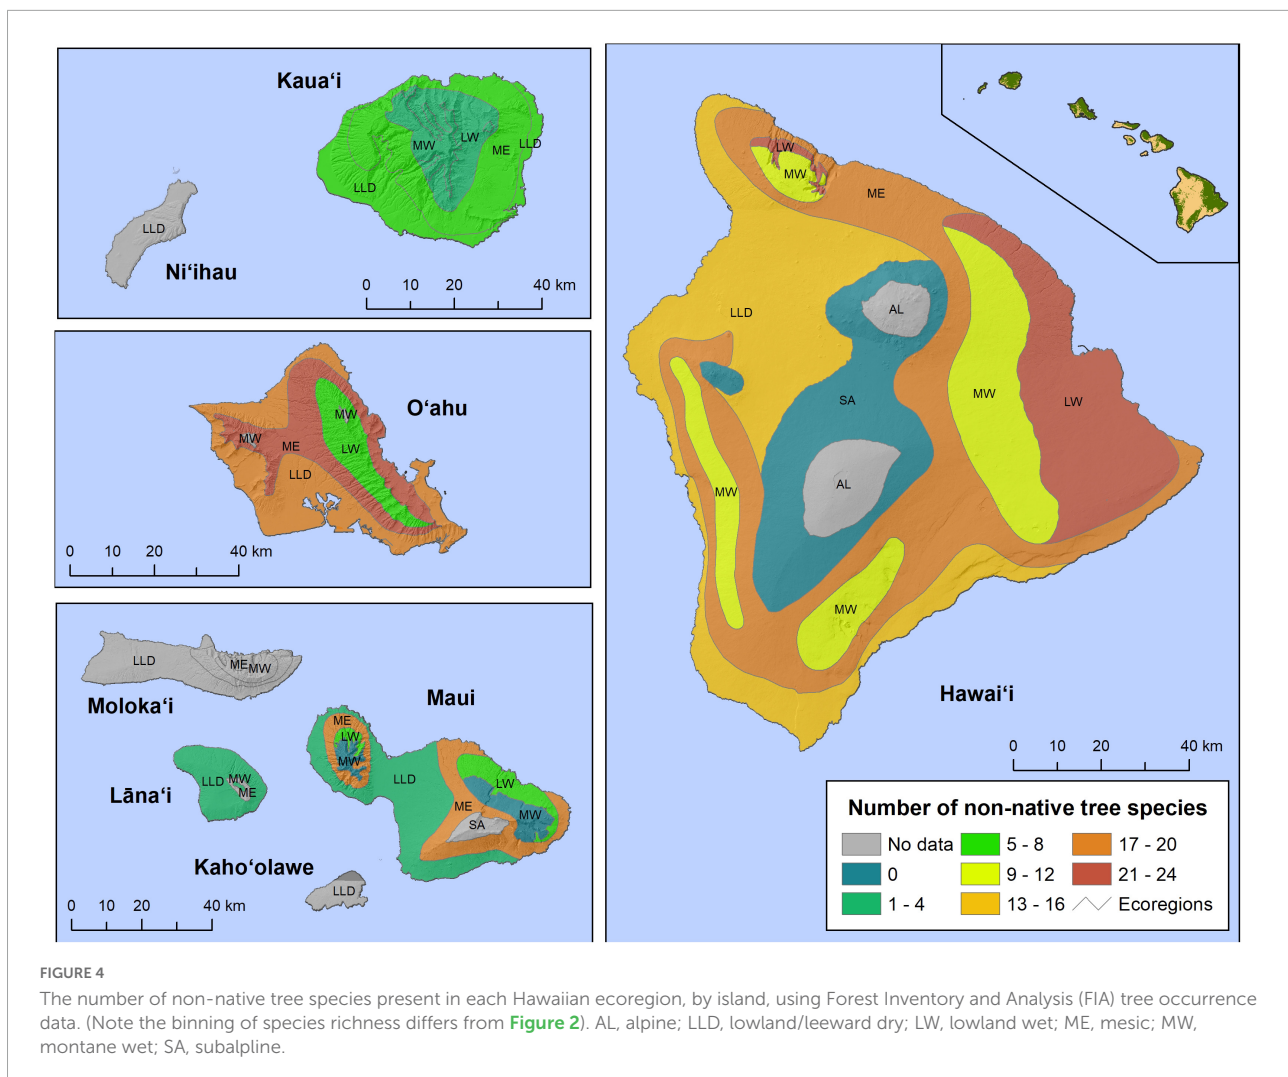 Kaua‘i
LW
MW
ME
LLD
LLD
LLD
Ni‘ihau
0 10 20 40 km
O‘ahu
MW
MW
ME
LW
LLD
0 10 20 40 km
LLD
ME
MW
Moloka‘i
Maui
ME
LW
MW
LLD
LLD
MW
ME
Lāna‘i
LW
ME
MW
SA
Kaho‘olawe
LLD
0 10 20 40 km
LW
MW
ME
AL
LLD
MW
SA
LW
AL
MW
MW
Hawai‘i
0 10 20 40 km
Number of non-native tree species
No data 5 - 8 17 - 20
0 9 - 12 21 - 24
1 - 4 13 - 16 Ecoregions
FIGURE 4
The number of non-native tree species present in each Hawaiian ecoregion, by island, using Forest Inventory and Analysis (FIA) tree occurrence
data. (Note the binning of species richness differs from Figure 2). AL, alpine; LLD, lowland/leeward dry; LW, lowland wet; ME, mesic; MW,
montane wet; SA, subalpline.